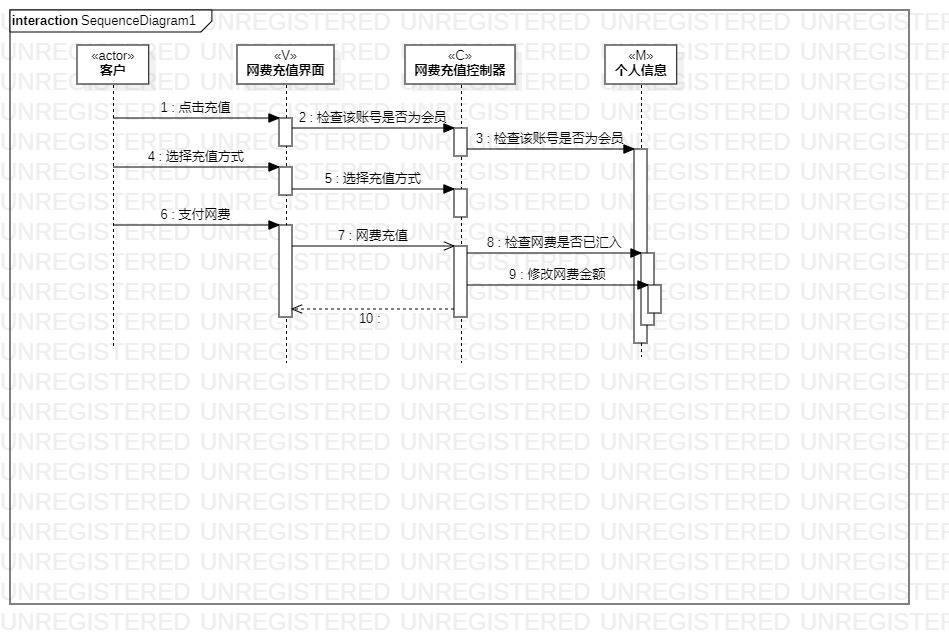 interaction SequenceDiagram1
«actor»
客户
«V»
网费充值界面
«C»
网费充值控制器
«M»
个人信息
1 : 点击充值
2 : 检查该账号是否为会员
3 : 检查该账号是否为会员
4 : 选择充值方式
5 : 选择充值方式
6 : 支付网费
7 : 网费充值
8 : 检查网费是否已汇入
9 : 修改网费金额
10 :
UNREGISTERED UNREGISTERED UNREGISTERED UNREGISTERED UNREGISTERED